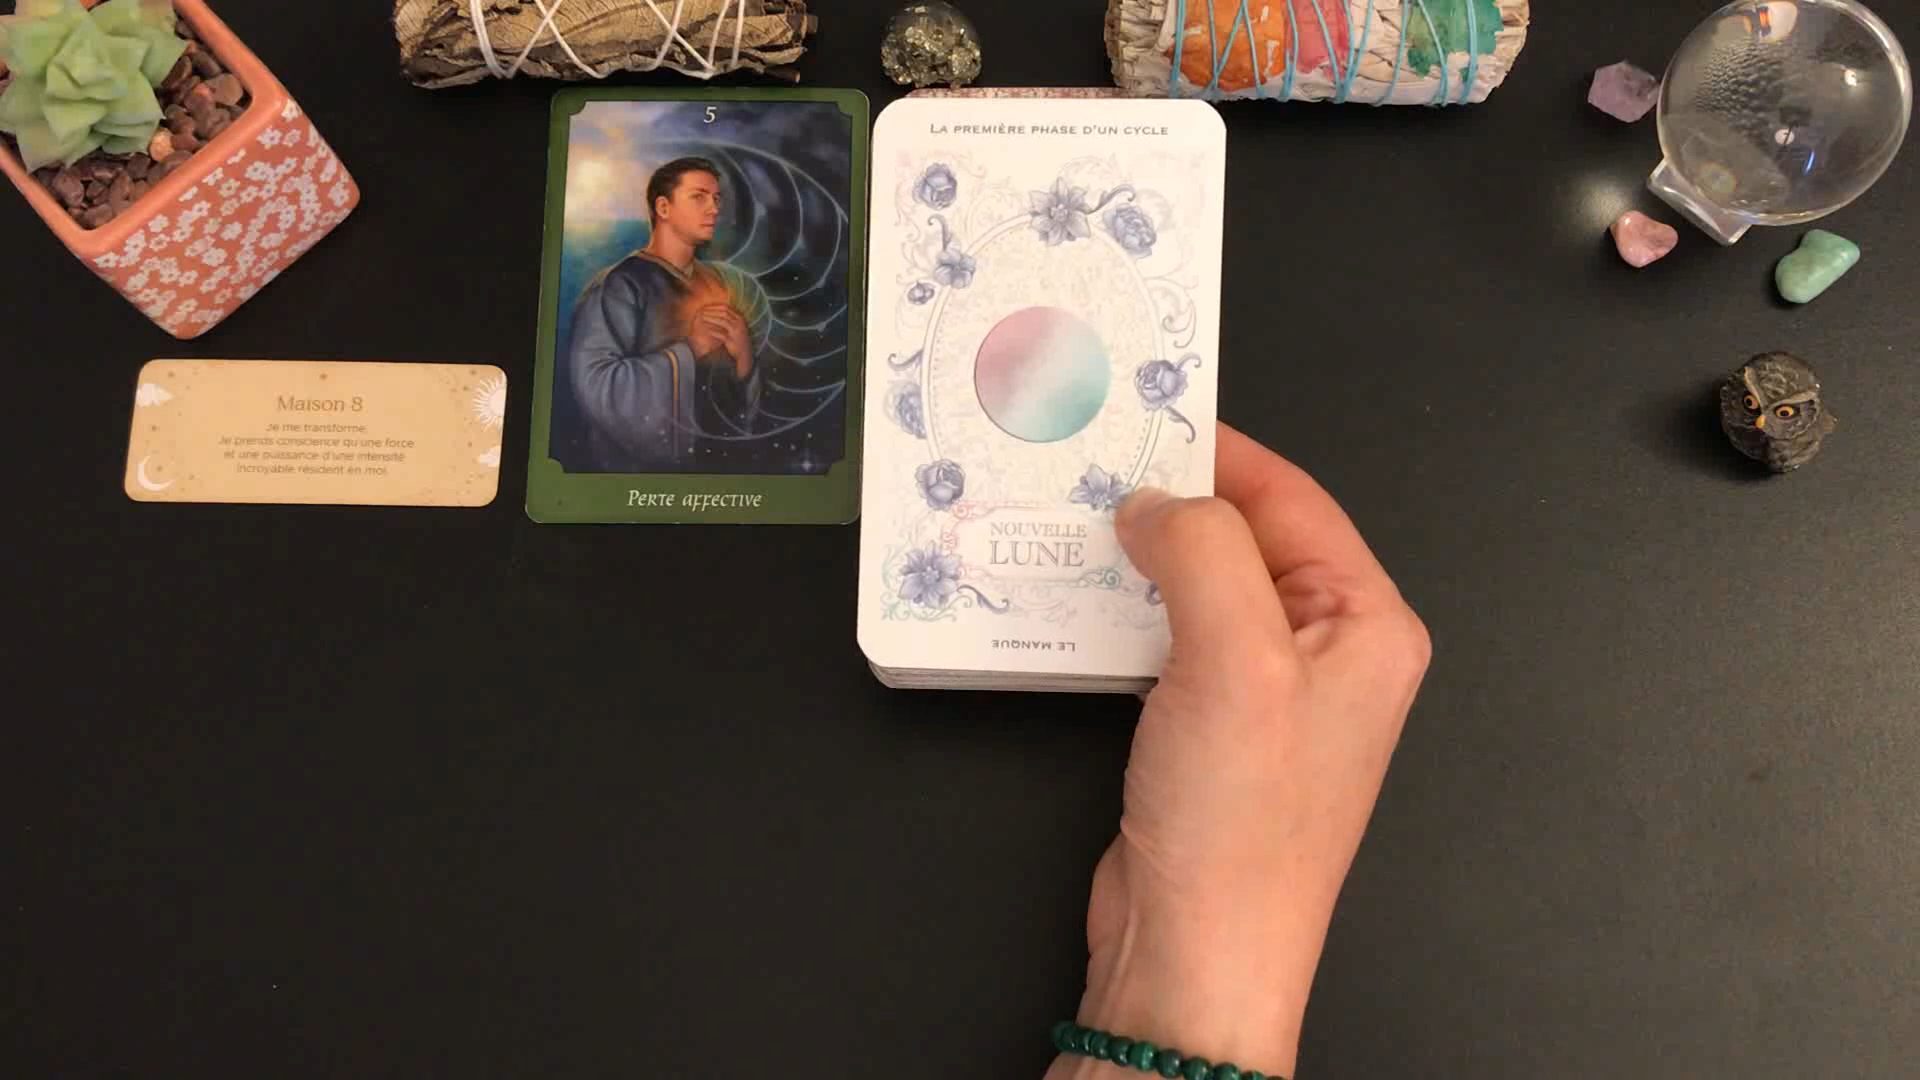 Maison 8
Je me transforme.
Je prends conscience qu'une force
et une puissance d'une intensité
incroyable résident en moi.
5
Perte affective
La première phase d'un cycle
NOUVELLE
LUNE
Le manque